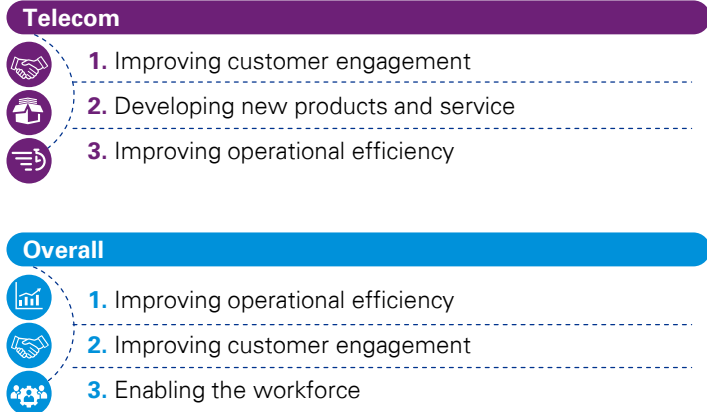 Telecom
1. Improving customer engagement
2. Developing new products and service
3. Improving operational efficiency
Overall
1. Improving operational efficiency
2. Improving customer engagement
3. Enabling the workforce